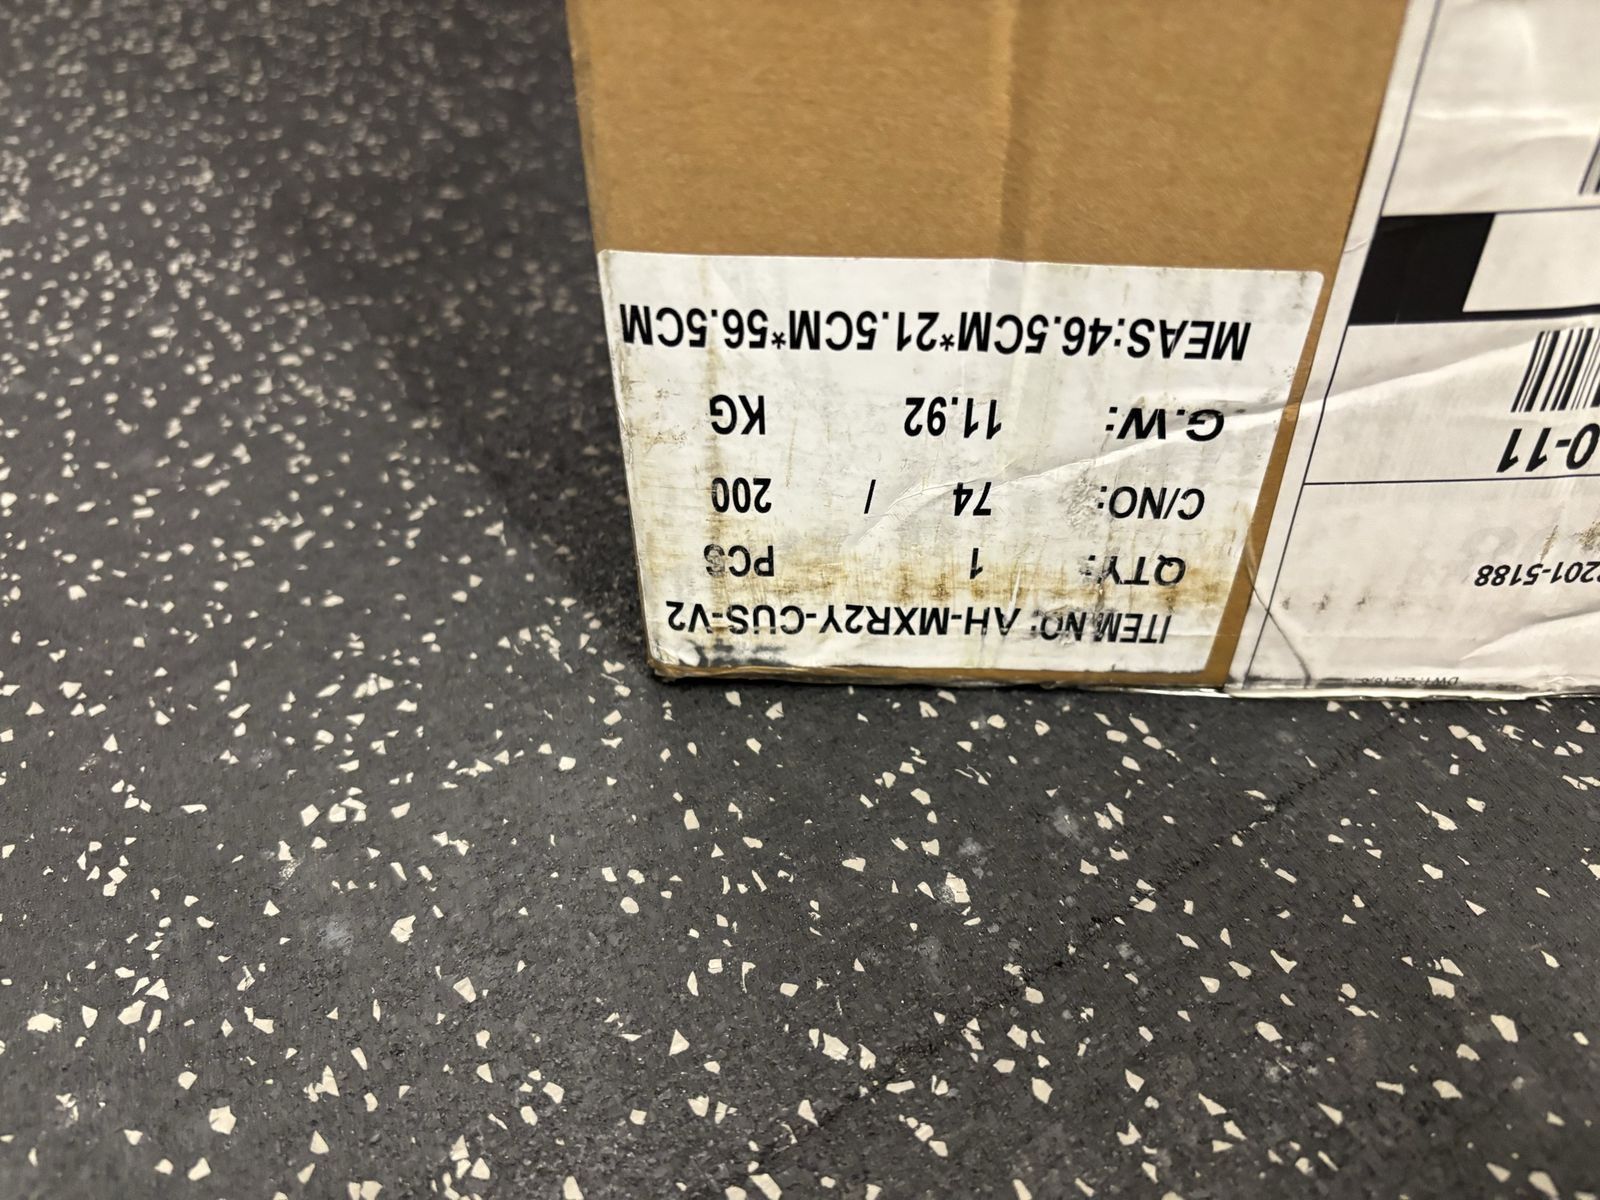 ITEM NO: AH-MXR2Y-CUS-V2
QTY: 1 PCS
C/NO: 74 / 200
G.W: 11.92 KG
MEAS:46.5CM*21.5CM*56.5CM
201-5188
0-11